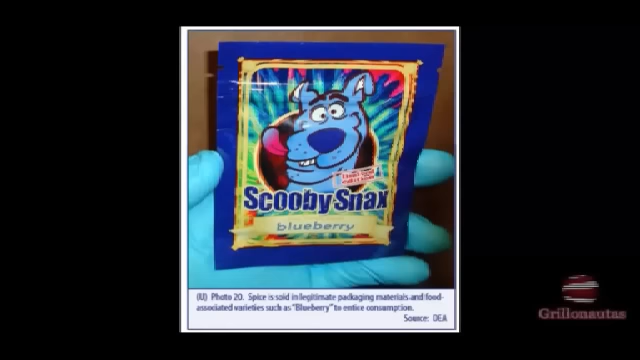 Scooby Snax
blueberry
(U) Photo 20. Spice is sold in legitimate packaging materials and food-
associated varieties such as "Blueberry" to entice consumption.
Source: DEA
Grillonautas